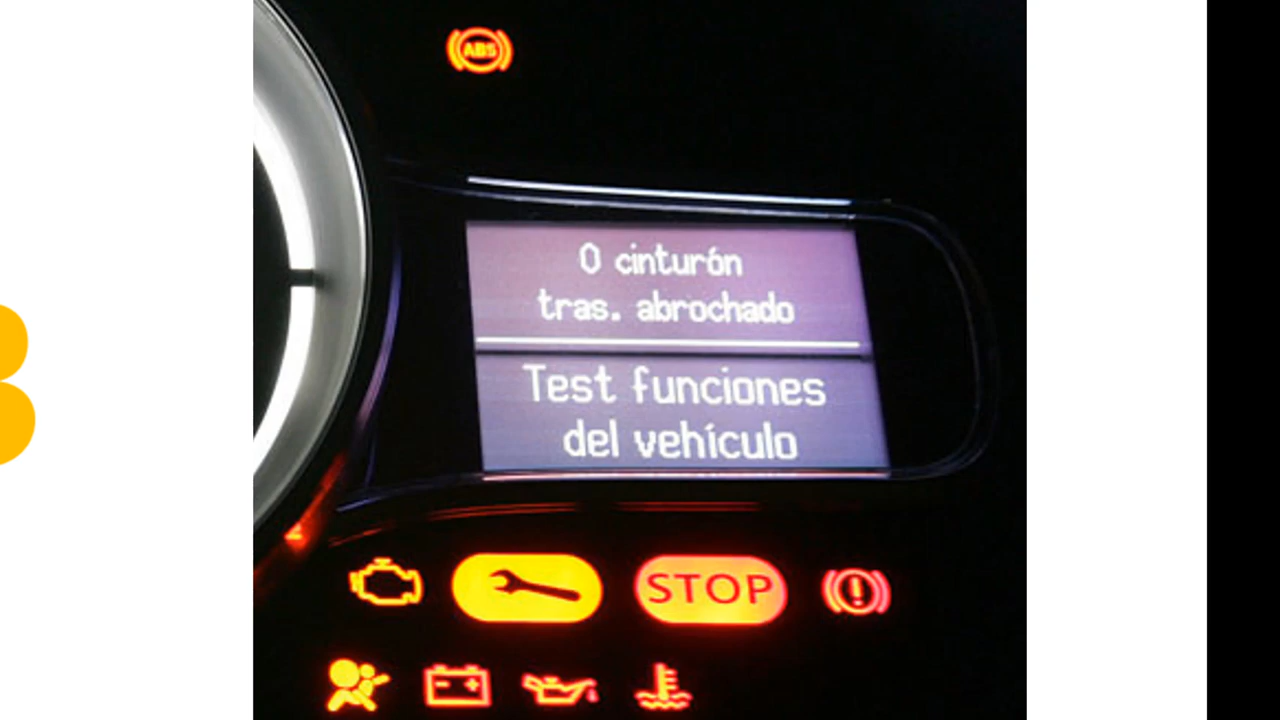 ABS
0 cinturón
tras. abrochado
Test funciones
del vehículo
STOP